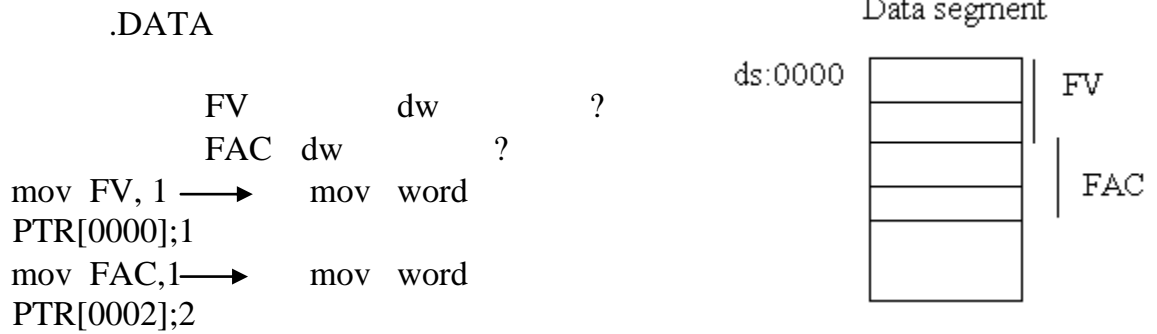 .DATA
FV dw ?
FAC dw ?
mov FV, 1 → mov word
PTR[0000];1
mov FAC,1→ mov word
PTR[0002];2
Data segment
ds:0000
FV
FAC